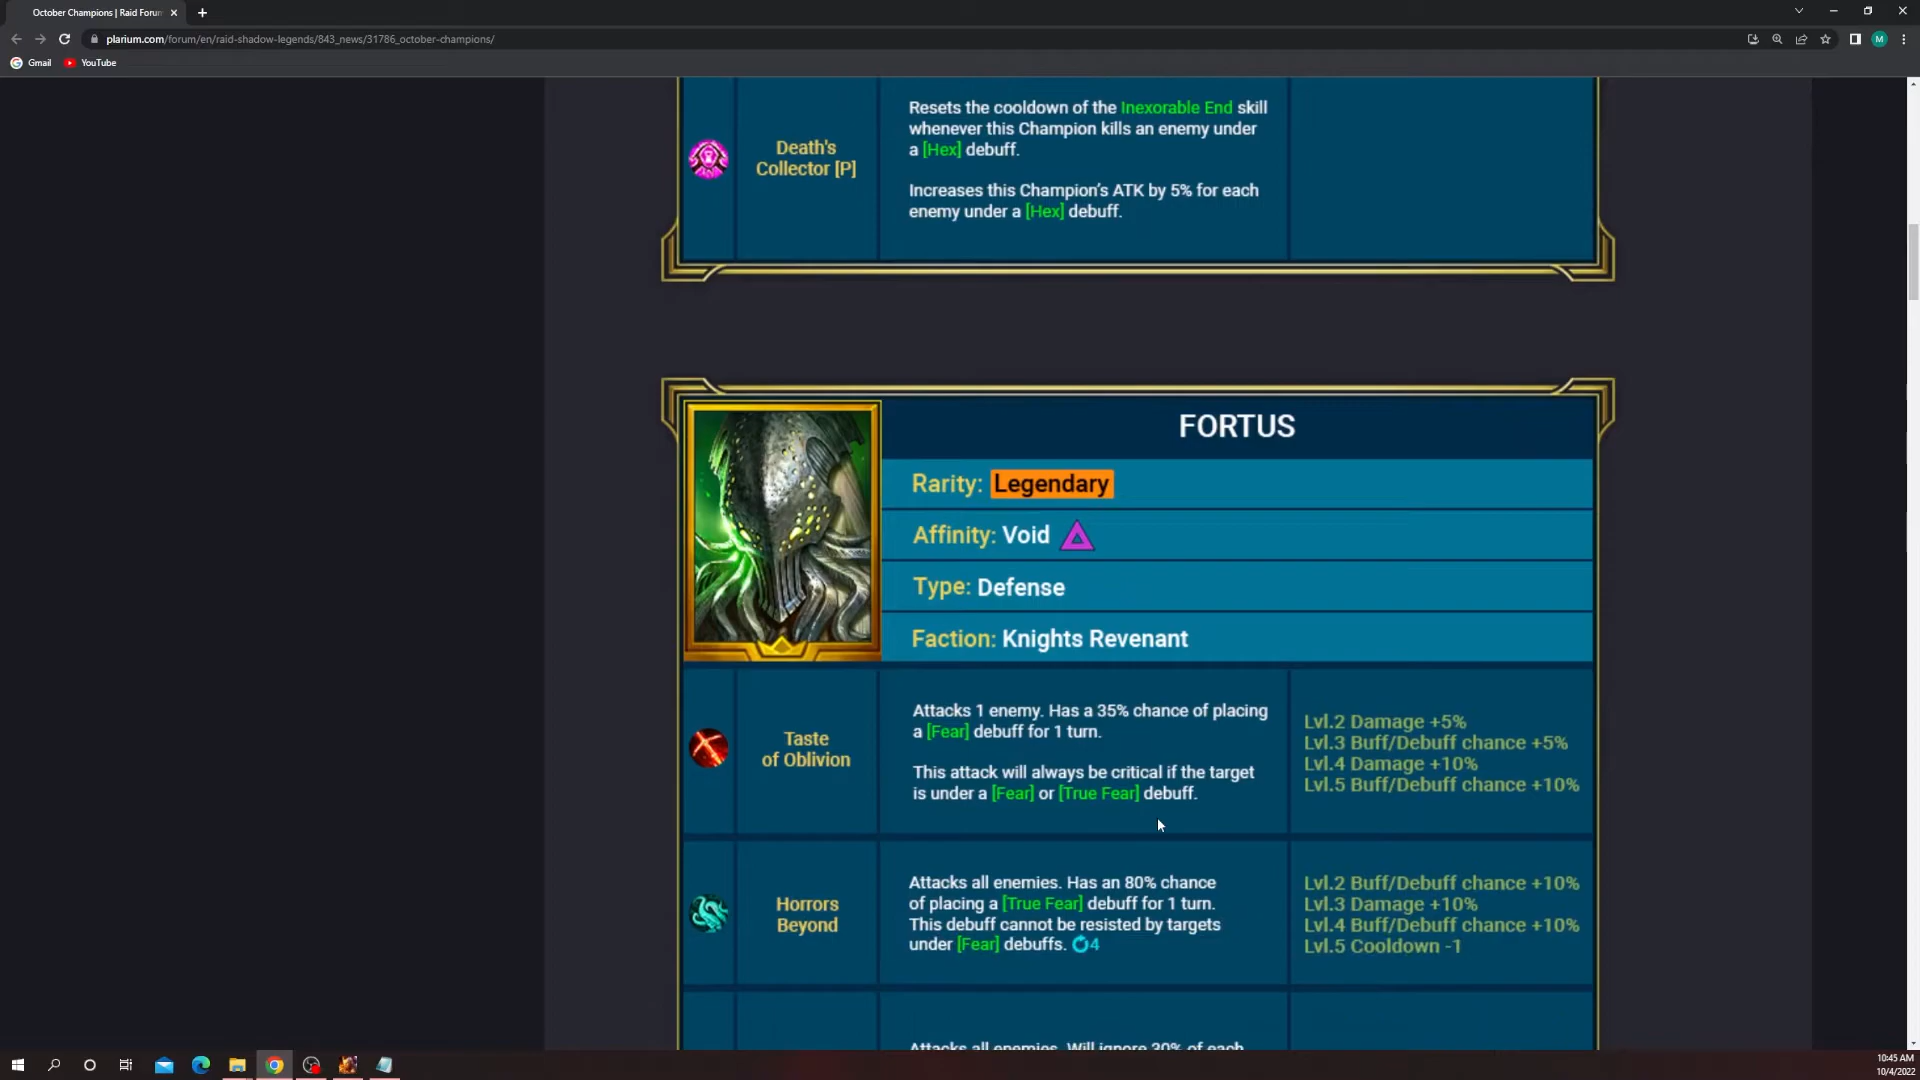 October Champions | Raid Forum
plarium.com/forum/en/raid-shadow-legends/843_news/31786_october-champions/
M
Gmail
YouTube
Death's
Collector [P]
Resets the cooldown of the Inexorable End skill
whenever this Champion kills an enemy under
a [Hex] debuff.
Increases this Champion's ATK by 5% for each
enemy under a [Hex] debuff.
FORTUS
Rarity: Legendary
Affinity: Void
Type: Defense
Faction: Knights Revenant
Taste
of Oblivion
Attacks 1 enemy. Has a 35% chance of placing
a [Fear] debuff for 1 turn.
This attack will always be critical if the target
is under a [Fear] or [True Fear] debuff.
Lvl.2 Damage +5%
Lvl.3 Buff/Debuff chance +5%
Lvl.4 Damage +10%
Lvl.5 Buff/Debuff chance +10%
Horrors
Beyond
Attacks all enemies. Has an 80% chance
of placing a [True Fear] debuff for 1 turn.
This debuff cannot be resisted by targets
under [Fear] debuffs. 4
Lvl.2 Buff/Debuff chance +10%
Lvl.3 Damage +10%
Lvl.4 Buff/Debuff chance +10%
Lvl.5 Cooldown -1
Attacks all enemies. Will ignore 30% of each
10:45 AM
10/4/2022